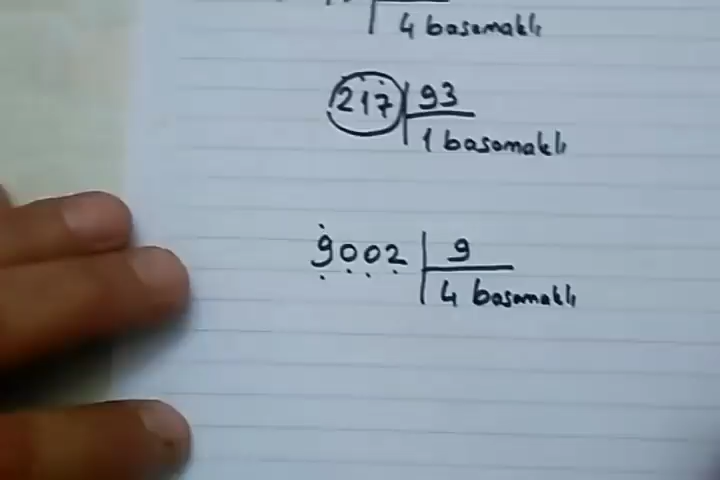 4 basamaklı
217 93
1 basamaklı
9002 9
4 basamaklı